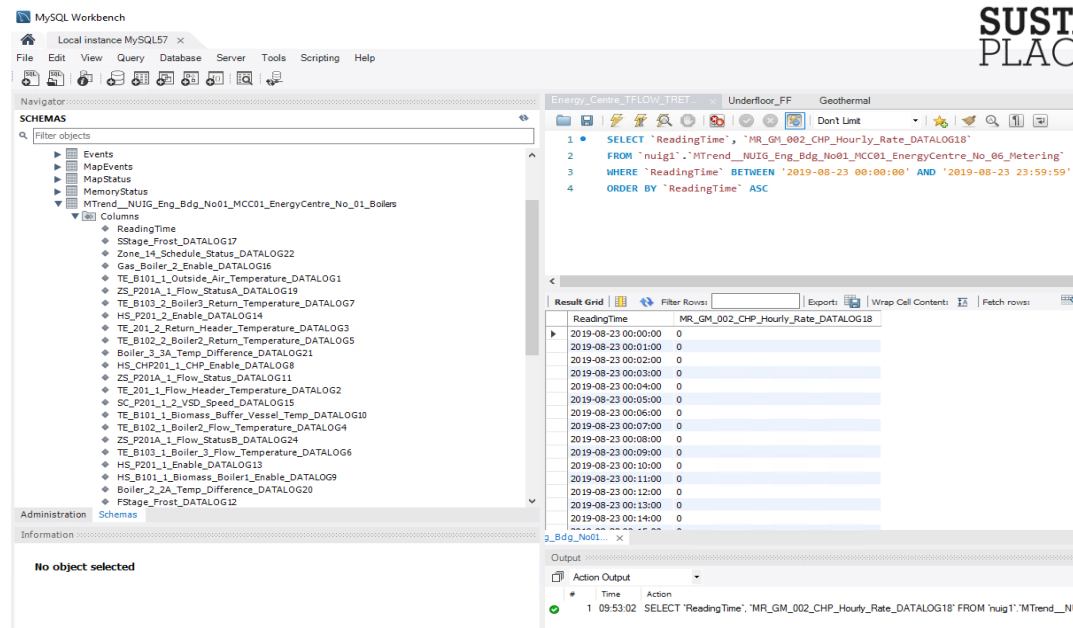 MySQL Workbench
SUST
PLAC
Local instance MySQL57 ×
File Edit View Query Database Server Tools Scripting Help
Navigator
SCHEMAS
Filter objects
Events
MapEvents
MapStatus
MemoryStatus
MTrend__NUIG_Eng_Bdg_No01_MCC01_EnergyCentre_No_01_Boilers
Columns
ReadingTime
SStage_Frost_DATALOG17
Zone_14_Schedule_Status_DATALOG22
Gas_Boiler_2_Enable_DATALOG16
TE_B101_1_Outside_Air_Temperature_DATALOG1
ZS_P201A_1_Flow_StatusA_DATALOG19
TE_B103_2_Boiler3_Return_Temperature_DATALOG7
HS_P201_2_Enable_DATALOG14
TE_201_2_Return_Header_Temperature_DATALOG3
TE_B102_2_Boiler2_Return_Temperature_DATALOG5
Boiler_3_3A_Temp_Difference_DATALOG21
HS_CHP201_1_CHP_Enable_DATALOG8
ZS_P201A_1_Flow_Status_DATALOG11
TE_201_1_Flow_Header_Temperature_DATALOG2
SC_P201_1_2_VSD_Speed_DATALOG15
TE_B101_1_Biomass_Buffer_Vessel_Temp_DATALOG10
TE_B102_1_Boiler2_Flow_Temperature_DATALOG4
ZS_P201A_1_Flow_StatusB_DATALOG24
TE_B103_1_Boiler_3_Flow_Temperature_DATALOG6
HS_P201_1_Enable_DATALOG13
HS_B101_1_Biomass_Boiler1_Enable_DATALOG9
Boiler_2_2A_Temp_Difference_DATALOG20
FStage_Frost_DATALOG12
Administration Schemas
Information
No object selected
Energy_Centre_TFLOW_TRET... × Underfloor_FF Geothermal
Don't Limit
1 SELECT `ReadingTime`, `MR_GM_002_CHP_Hourly_Rate_DATALOG18`
2 FROM `nuig1`.`MTrend__NUIG_Eng_Bdg_No01_MCC01_EnergyCentre_No_06_Metering`
3 WHERE `ReadingTime` BETWEEN '2019-08-23 00:00:00' AND '2019-08-23 23:59:59'
4 ORDER BY `ReadingTime` ASC
Result Grid Filter Rows: Export: Wrap Cell Content: Fetch rows:
ReadingTime MR_GM_002_CHP_Hourly_Rate_DATALOG18
2019-08-23 00:00:00 0
2019-08-23 00:01:00 0
2019-08-23 00:02:00 0
2019-08-23 00:03:00 0
2019-08-23 00:04:00 0
2019-08-23 00:05:00 0
2019-08-23 00:06:00 0
2019-08-23 00:07:00 0
2019-08-23 00:08:00 0
2019-08-23 00:09:00 0
2019-08-23 00:10:00 0
2019-08-23 00:11:00 0
2019-08-23 00:12:00 0
2019-08-23 00:13:00 0
2019-08-23 00:14:00 0
g_Bdg_No01... ×
Output
Action Output
# Time Action
1 09:53:02 SELECT `ReadingTime`, `MR_GM_002_CHP_Hourly_Rate_DATALOG18` FROM `nuig1`.`MTrend__NU